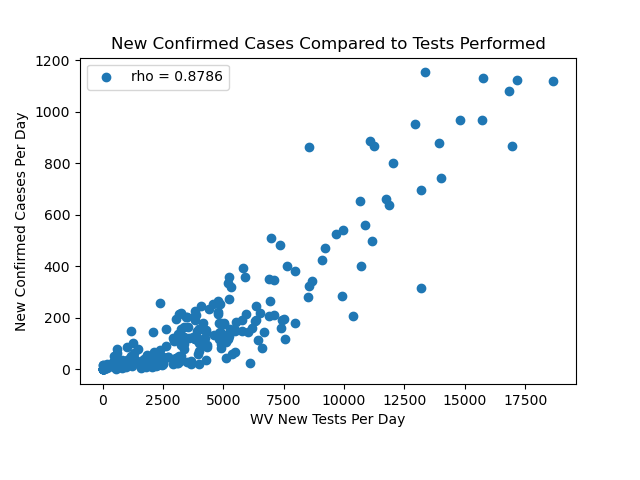 New Confirmed Cases Compared to Tests Performed
rho = 0.8786
New Confirmed Caeses Per Day
1200
1000
800
600
400
200
0
0 2500 5000 7500 10000 12500 15000 17500
WV New Tests Per Day